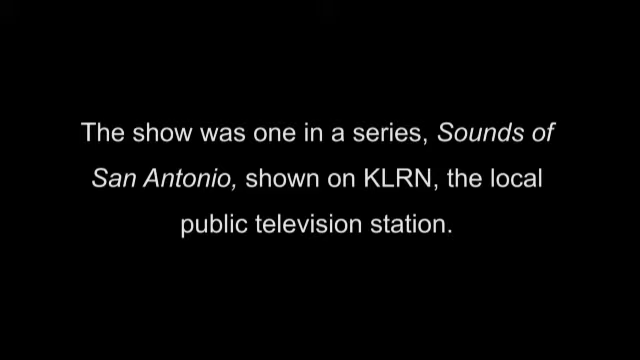 The show was one in a series, Sounds of
San Antonio, shown on KLRN, the local
public television station.